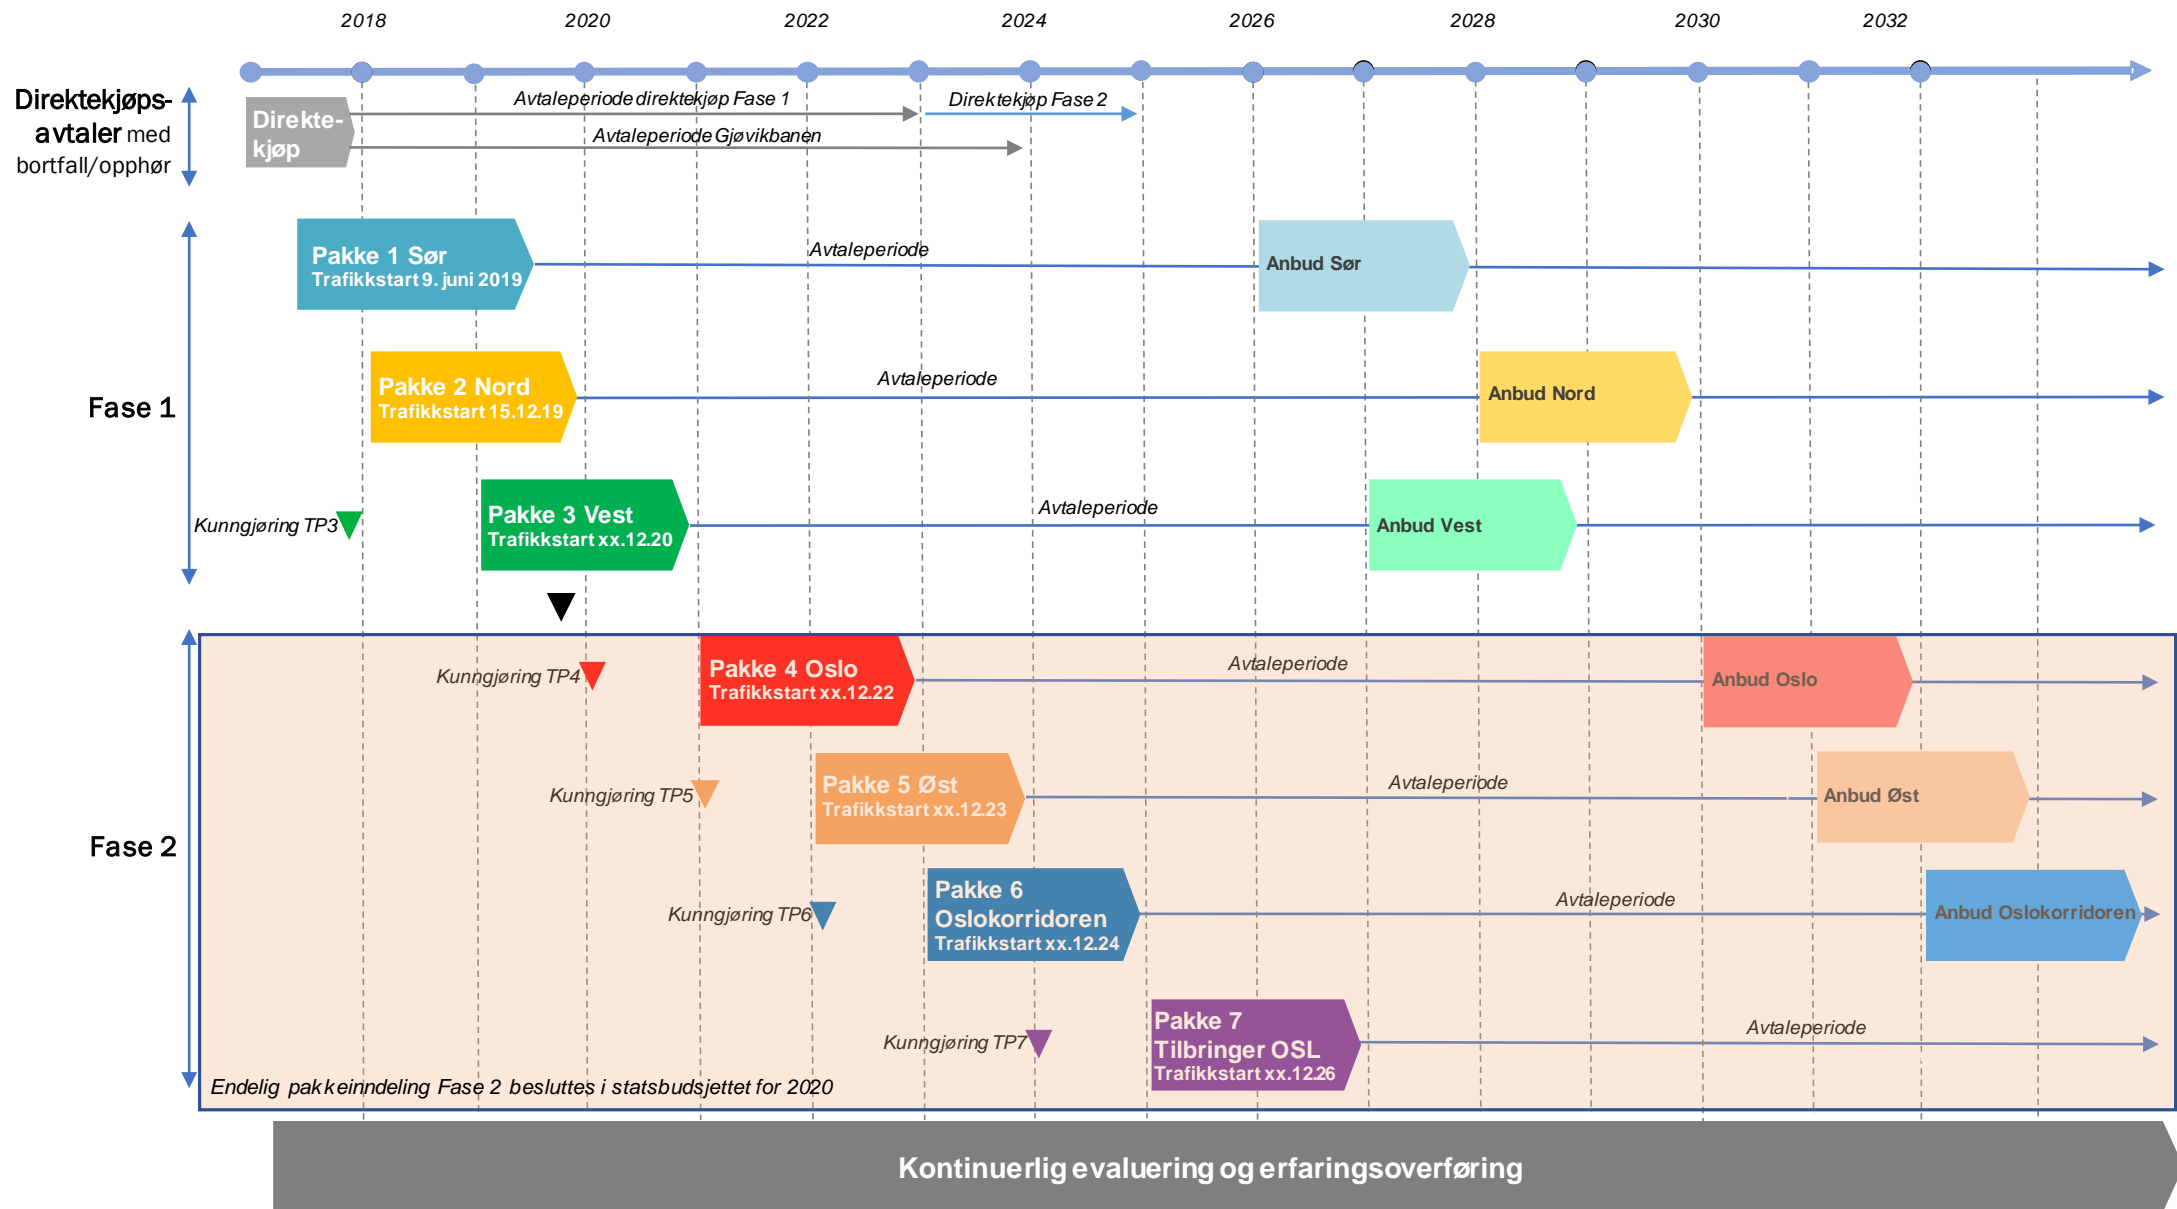 2018 2020 2022 2024 2026 2028 2030 2032
Direktekjøps-
avtaler med
bortfall/opphør
Direkte-
kjøp
Avtaleperiode direktekjøp Fase 1
Direktekjøp Fase 2
Avtaleperiode Gjøvikbanen
Fase 1
Pakke 1 Sør
Trafikkstart 9. juni 2019
Avtaleperiode
Anbud Sør
Pakke 2 Nord
Trafikkstart 15.12.19
Avtaleperiode
Anbud Nord
Kunngjøring TP3
Pakke 3 Vest
Trafikkstart xx.12.20
Avtaleperiode
Anbud Vest
Fase 2
Kunngjøring TP4
Pakke 4 Oslo
Trafikkstart xx.12.22
Avtaleperiode
Anbud Oslo
Kunngjøring TP5
Pakke 5 Øst
Trafikkstart xx.12.23
Avtaleperiode
Anbud Øst
Kunngjøring TP6
Pakke 6
Oslokorridoren
Trafikkstart xx.12.24
Avtaleperiode
Anbud Oslokorridoren
Kunngjøring TP7
Pakke 7
Tilbringer OSL
Trafikkstart xx.12.26
Avtaleperiode
Endelig pakkeinndeling Fase 2 besluttes i statsbudsjettet for 2020
Kontinuerlig evaluering og erfaringsoverføring